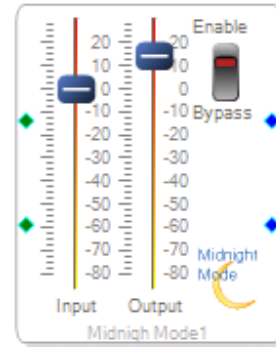 Enable
20 20
10 10
0 0
-10 -10 Bypass
-20 -20
-30 -30
-40 -40
-50 -50
-60 -60
-70 -70 Midnight
-80 -80 Mode
Input Output
Midnigh Mode1